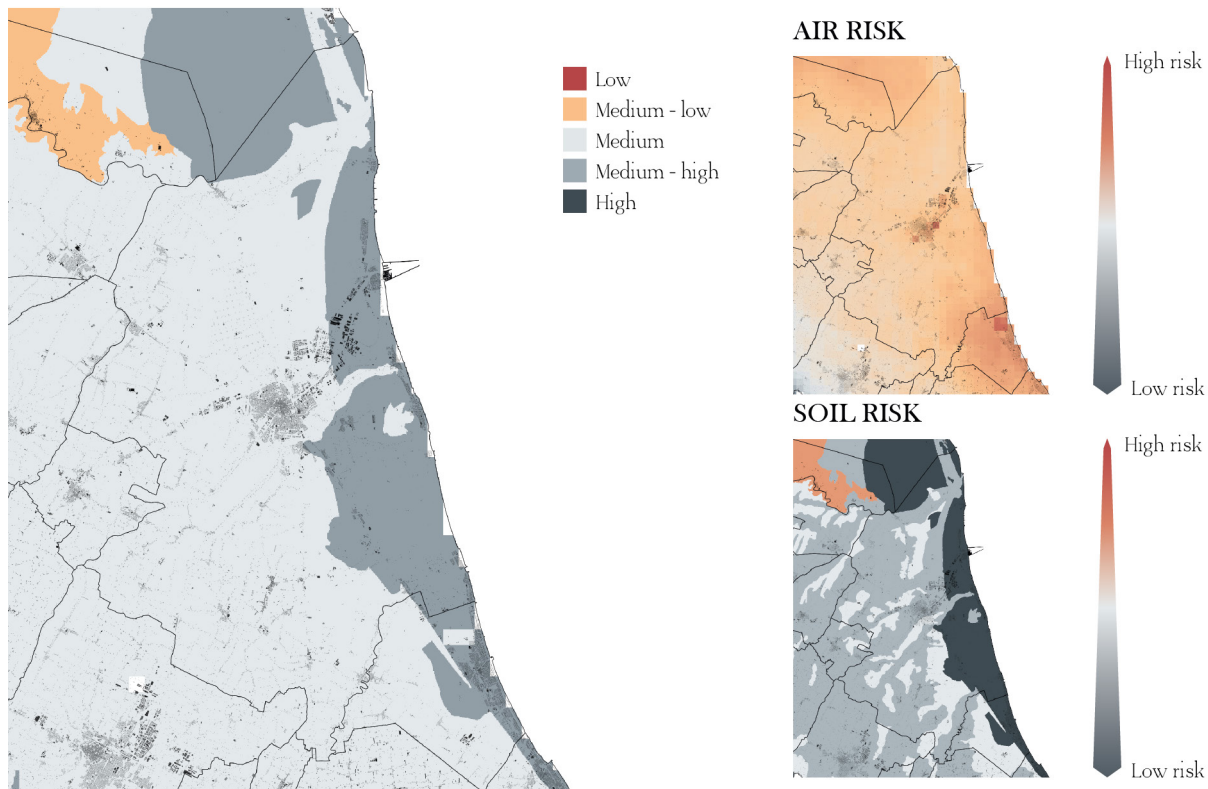 Low
Medium - low
Medium
Medium - high
High
AIR RISK
High risk
Low risk
SOIL RISK
High risk
Low risk